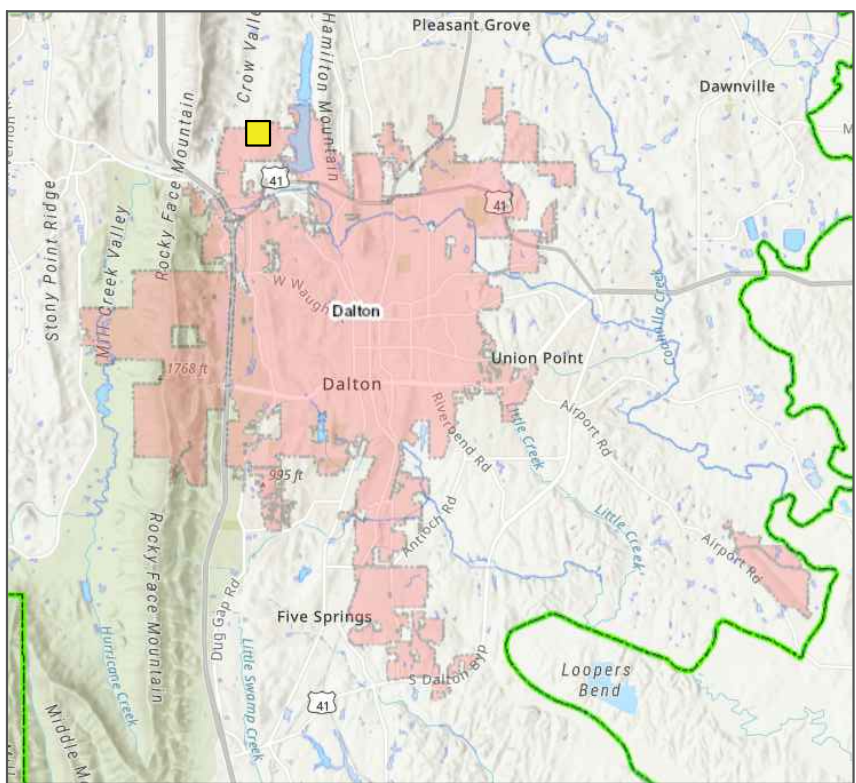 Pleasant Grove
Crow Valle
Hamilton Mountain
Dawnville
41
41
Rocky Face Mountain
Stony Point Ridge
Mill Creek Valley
W Waugh
Dalton
Coahulla Creek
Union Point
1768 ft
Dalton
Airport Rd
Riverbend Rd
Little Creek
995 ft
Antioch Rd
Little Creek
Airport Rd
Rocky Face Mountain
Dug Gap Rd
Five Springs
Hurricane Creek
Little Swamp Creek
S Dalton Byp
Loopers
Bend
41
Middle M